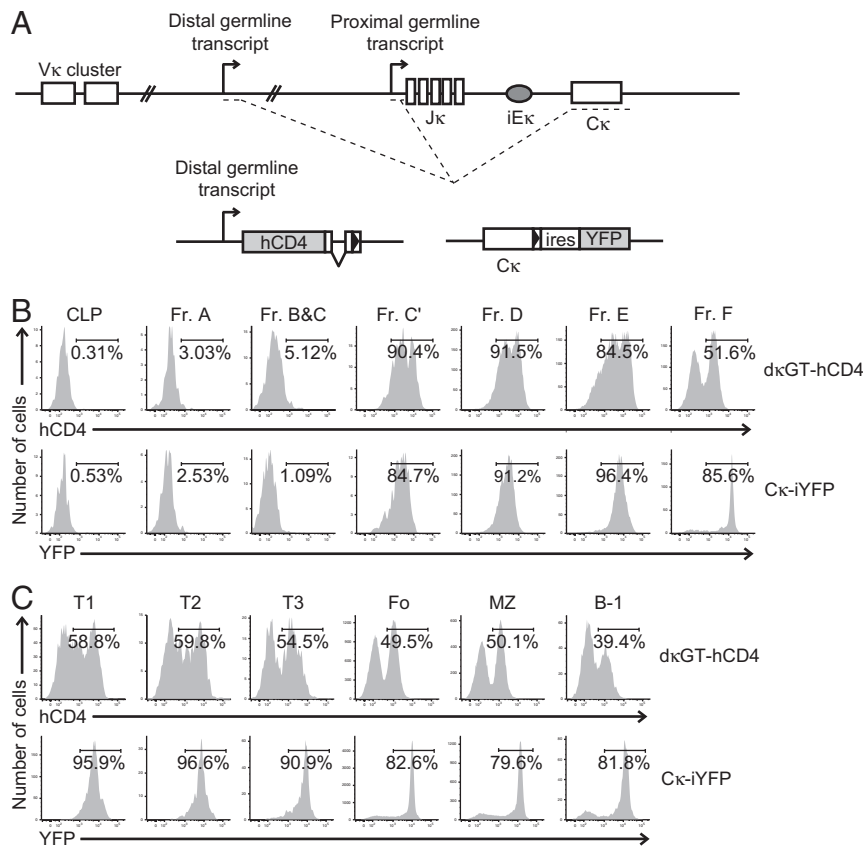 A
Distal germline
transcript
Proximal germline
transcript
Vκ cluster
Jκ
iEκ
Cκ
Distal germline
transcript
hCD4
ires
YFP
Cκ
B
CLP
Fr. A
Fr. B&C
Fr. C'
Fr. D
Fr. E
Fr. F
0.31%
3.03%
5.12%
90.4%
91.5%
84.5%
51.6%
dκGT-hCD4
hCD4
Number of cells
0.53%
2.53%
1.09%
84.7%
91.2%
96.4%
85.6%
Cκ-iYFP
YFP
C
T1
T2
T3
Fo
MZ
B-1
58.8%
59.8%
54.5%
49.5%
50.1%
39.4%
dκGT-hCD4
hCD4
Number of cells
95.9%
96.6%
90.9%
82.6%
79.6%
81.8%
Cκ-iYFP
YFP